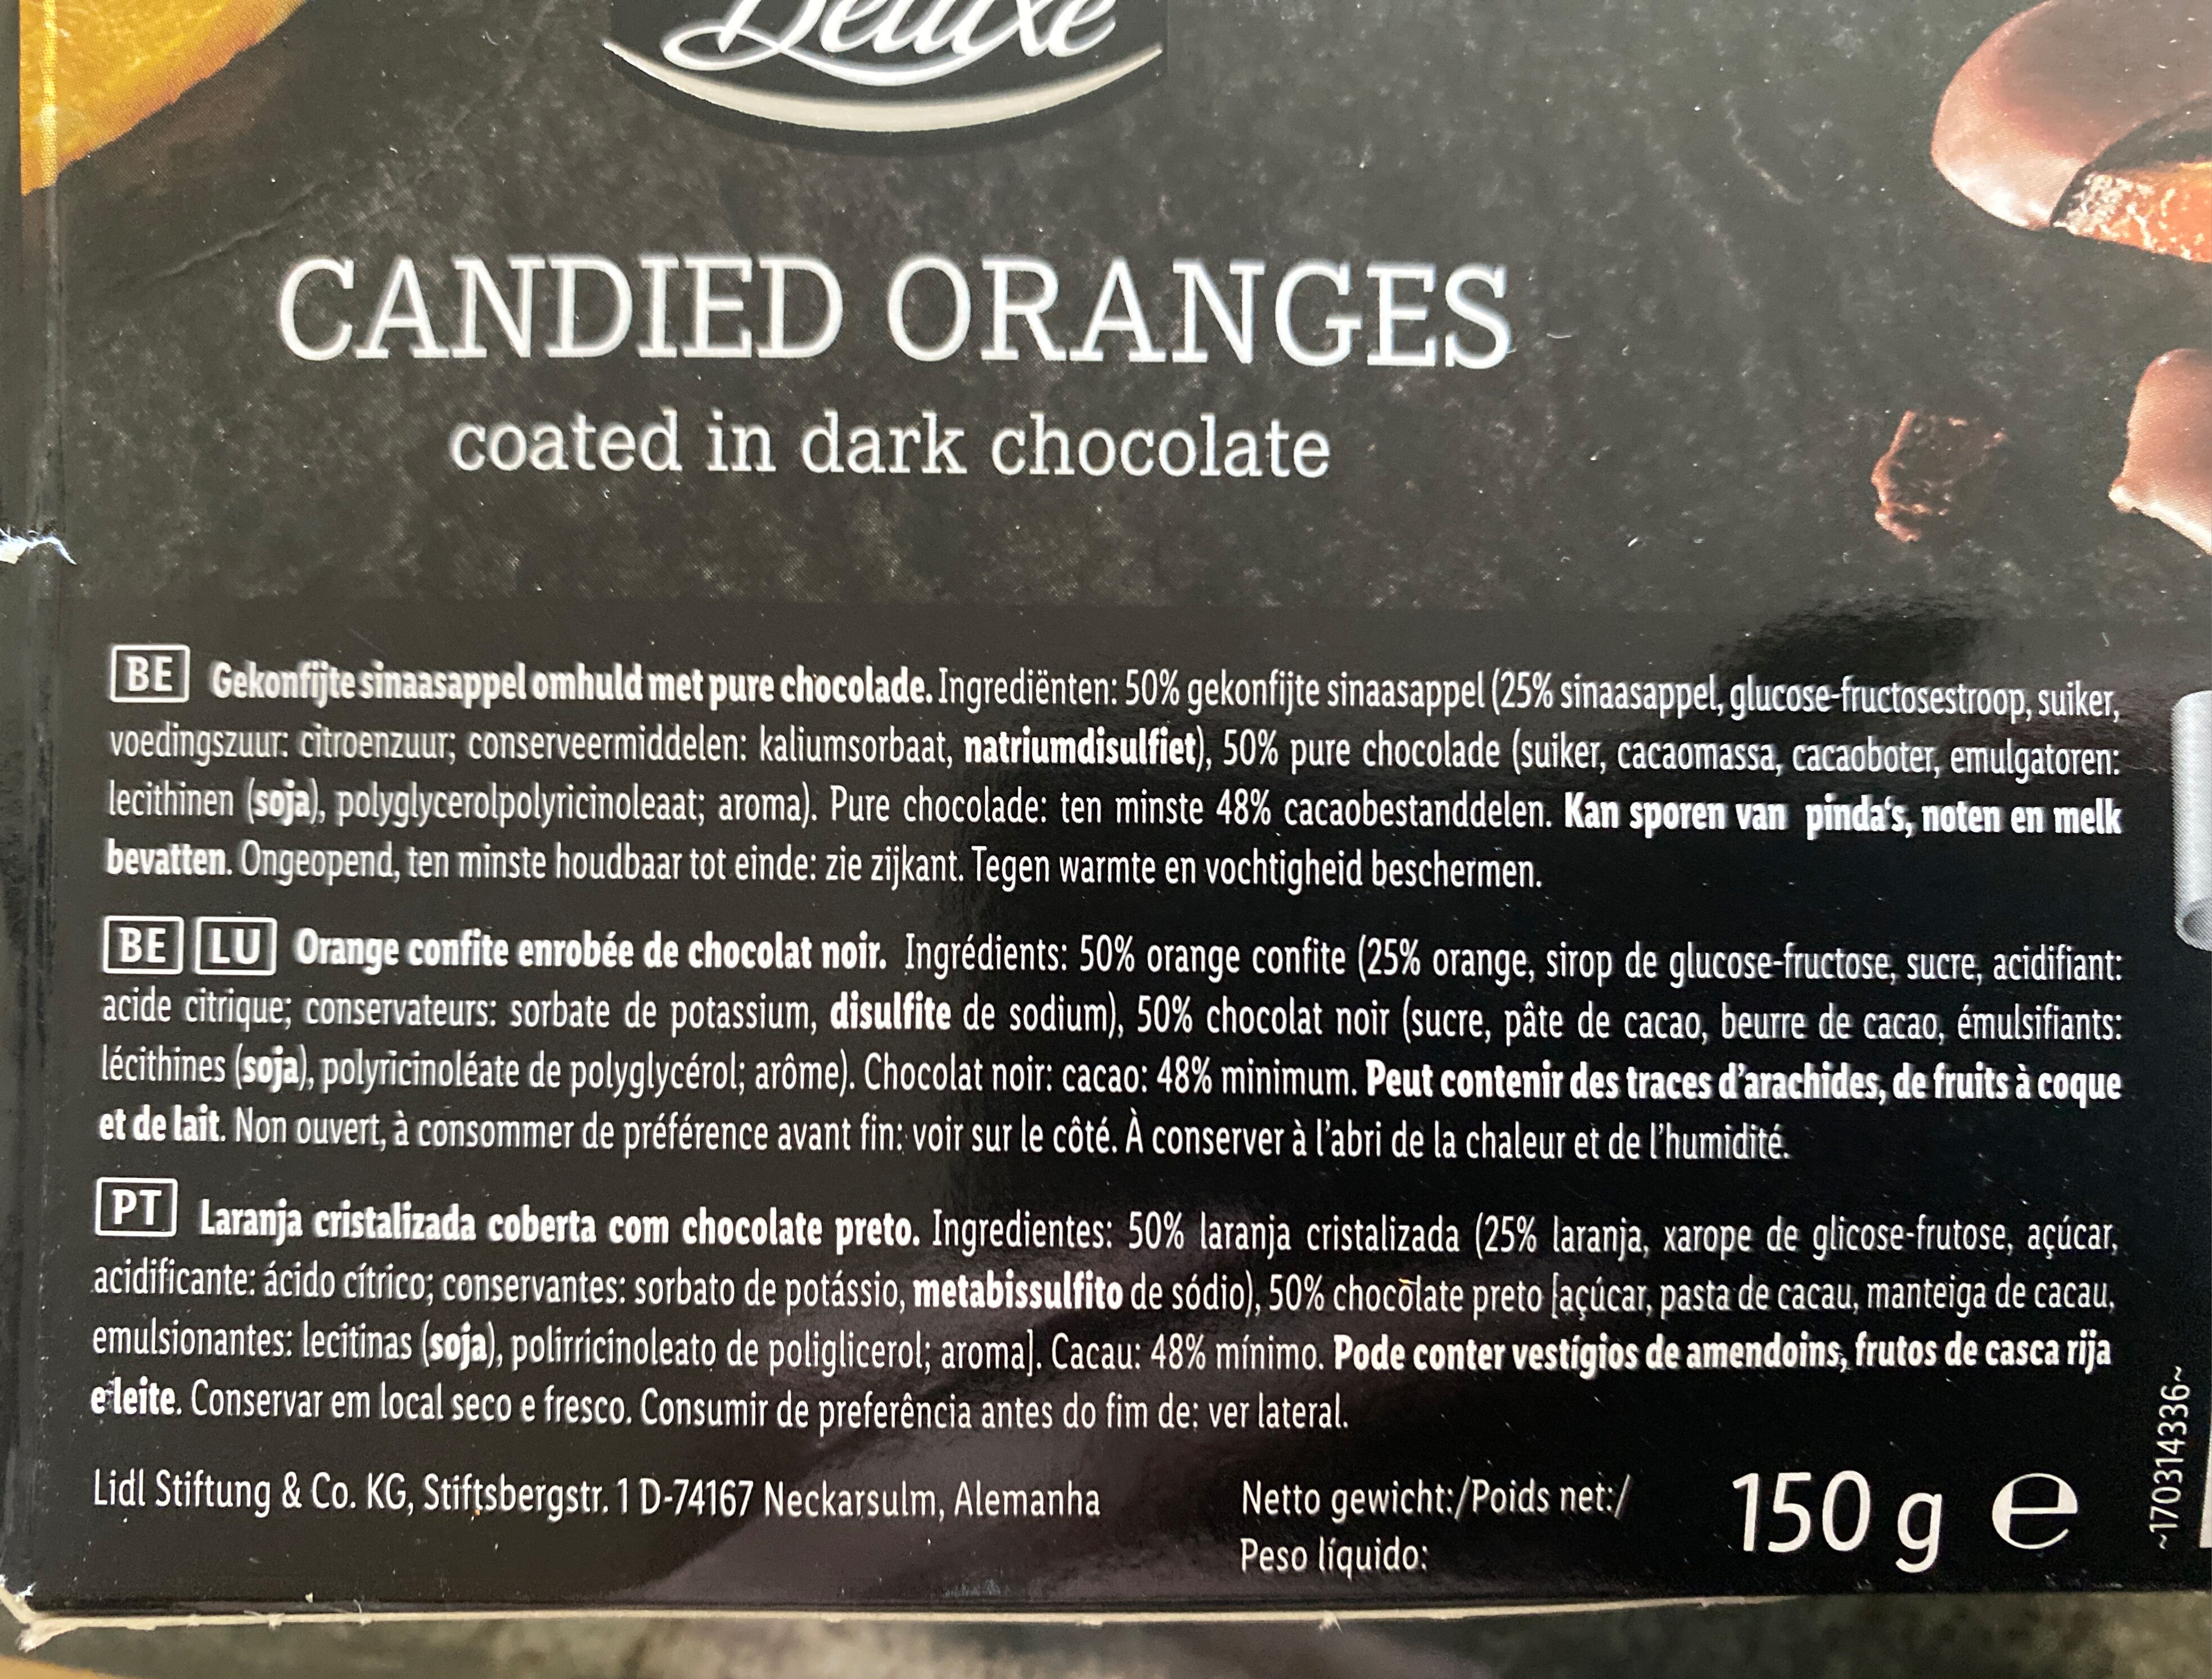 Deluxe
CANDIED ORANGES
coated in dark chocolate
BE Gekonfijte sinaasappel omhuld met pure chocolade. Ingrediënten: 50% gekonfijte sinaasappel (25% sinaasappel, glucose-fructosestroop, suiker,
voedingszuur: citroenzuur; conserveermiddelen: kaliumsorbaat, natriumdisulfiet), 50% pure chocolade (suiker, cacaomassa, cacaoboter, emulgatoren:
lecithinen (soja), polyglycerolpolyricinoleaat; aroma). Pure chocolade: ten minste 48% cacaobestanddelen. Kan sporen van pinda‘s, noten en melk
bevatten. Ongeopend, ten minste houdbaar tot einde: zie zijkant. Tegen warmte en vochtigheid beschermen.
BE LU Orange confite enrobée de chocolat noir. Ingrédients: 50% orange confite (25% orange, sirop de glucose-fructose, sucre, acidifiant:
acide citrique; conservateurs: sorbate de potassium, disulfite de sodium), 50% chocolat noir (sucre, pâte de cacao, beurre de cacao, émulsifiants:
lécithines (soja), polyricinoléate de polyglycérol; arôme). Chocolat noir: cacao: 48% minimum. Peut contenir des traces d’arachides, de fruits à coque
et de lait. Non ouvert, à consommer de préférence avant fin: voir sur le côté. À conserver à l’abri de la chaleur et de l’humidité.
PT Laranja cristalizada coberta com chocolate preto. Ingredientes: 50% laranja cristalizada (25% laranja, xarope de glicose-frutose, açúcar,
acidificante: ácido cítrico; conservantes: sorbato de potássio, metabissulfito de sódio), 50% chocolate preto [açúcar, pasta de cacau, manteiga de cacau,
emulsionantes: lecitinas (soja), polirricinoleato de poliglicerol; aroma]. Cacau: 48% mínimo. Pode conter vestígios de amendoins, frutos de casca rija
e leite. Conservar em local seco e fresco. Consumir de preferência antes do fim de: ver lateral.
Lidl Stiftung & Co. KG, Stiftsbergstr. 1 D-74167 Neckarsulm, Alemanha
Netto gewicht:/Poids net:/
Peso líquido:
150 g e
~170314336~